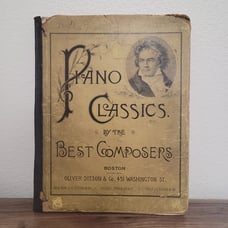 PIANO
CLASSICS.
BY THE
BEST COMPOSERS
BOSTON
OLIVER DITSON & Co., 451 WASHINGTON ST.